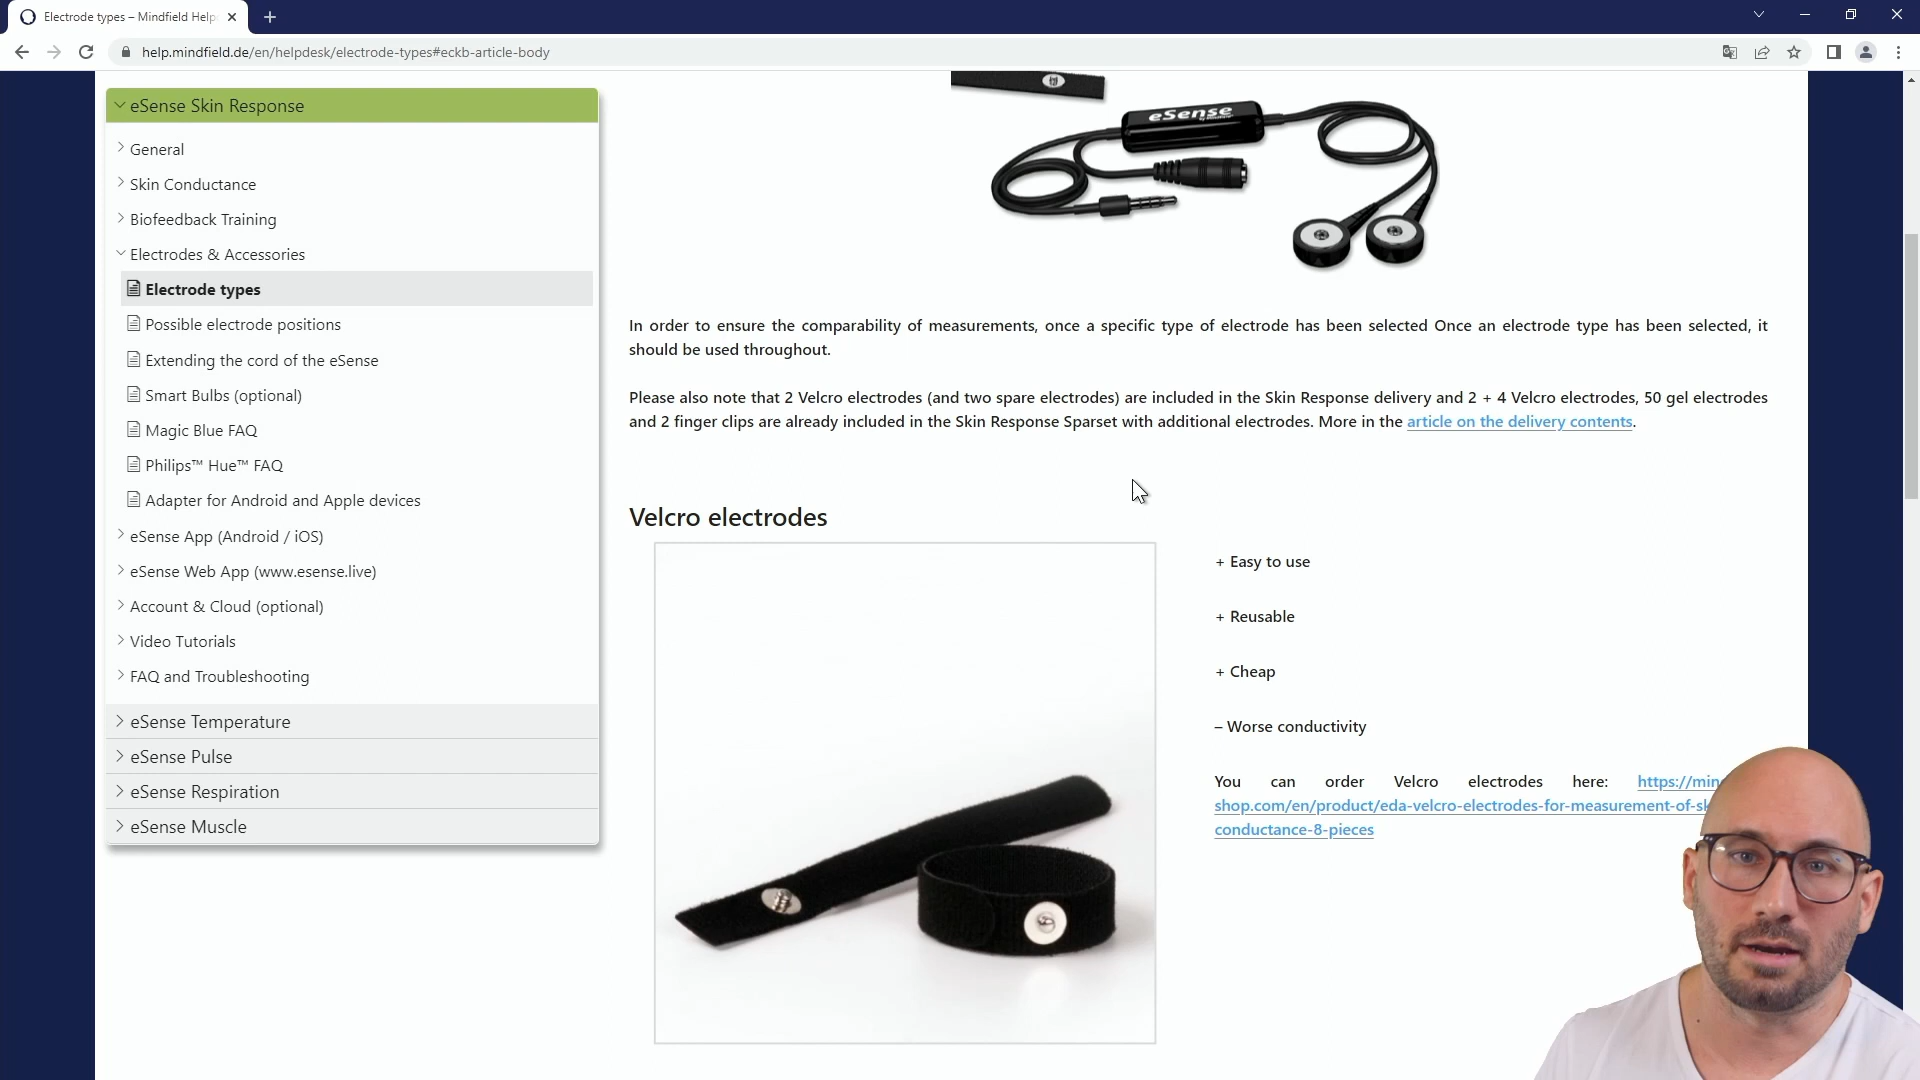 Electrode types – Mindfield Help
help.mindfield.de/en/helpdesk/electrode-types#eckb-article-body
eSense Skin Response
General
Skin Conductance
Biofeedback Training
Electrodes & Accessories
Electrode types
Possible electrode positions
Extending the cord of the eSense
Smart Bulbs (optional)
Magic Blue FAQ
Philips™ Hue™ FAQ
Adapter for Android and Apple devices
eSense App (Android / iOS)
eSense Web App (www.esense.live)
Account & Cloud (optional)
Video Tutorials
FAQ and Troubleshooting
eSense Temperature
eSense Pulse
eSense Respiration
eSense Muscle
eSense
In order to ensure the comparability of measurements, once a specific type of electrode has been selected Once an electrode type has been selected, it
should be used throughout.
Please also note that 2 Velcro electrodes (and two spare electrodes) are included in the Skin Response delivery and 2 + 4 Velcro electrodes, 50 gel electrodes
and 2 finger clips are already included in the Skin Response Sparset with additional electrodes. More in the article on the delivery contents.
Velcro electrodes
+ Easy to use
+ Reusable
+ Cheap
– Worse conductivity
You can order Velcro electrodes here: https://min
shop.com/en/product/eda-velcro-electrodes-for-measurement-of-sk
conductance-8-pieces